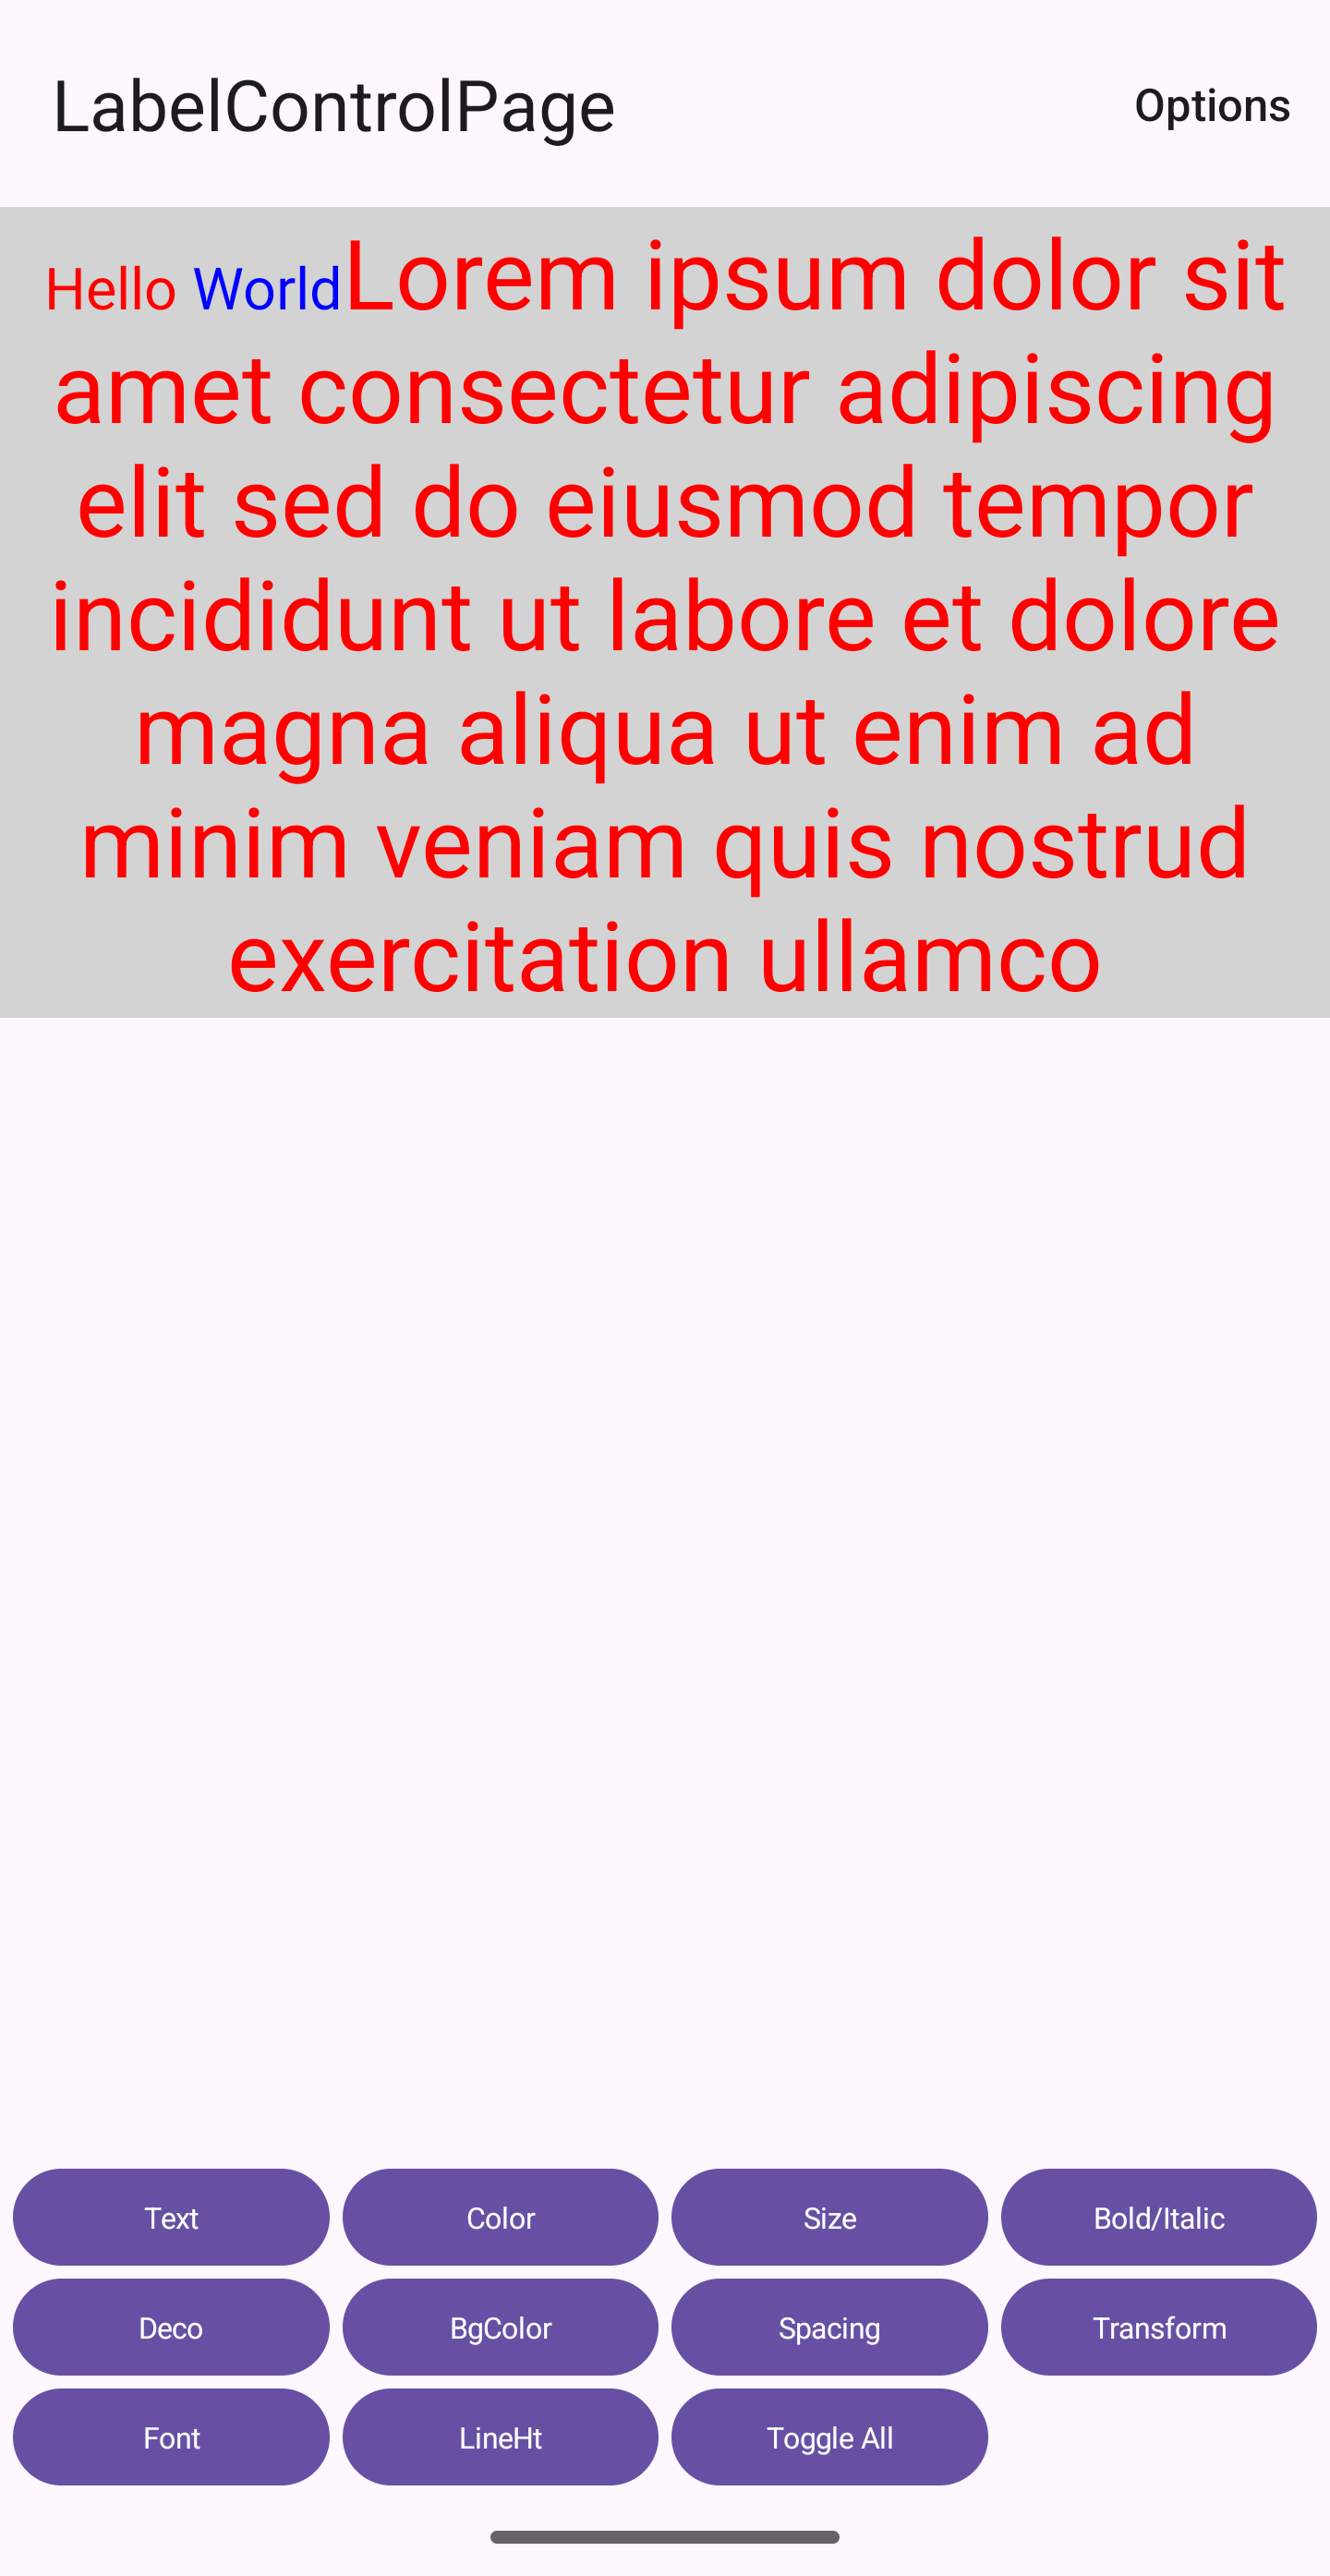 LabelControlPage
Options
Hello WorldLorem ipsum dolor sit
amet consectetur adipiscing
elit sed do eiusmod tempor
incididunt ut labore et dolore
magna aliqua ut enim ad
minim veniam quis nostrud
exercitation ullamco
Text
Color
Size
Bold/Italic
Deco
BgColor
Spacing
Transform
Font
LineHt
Toggle All